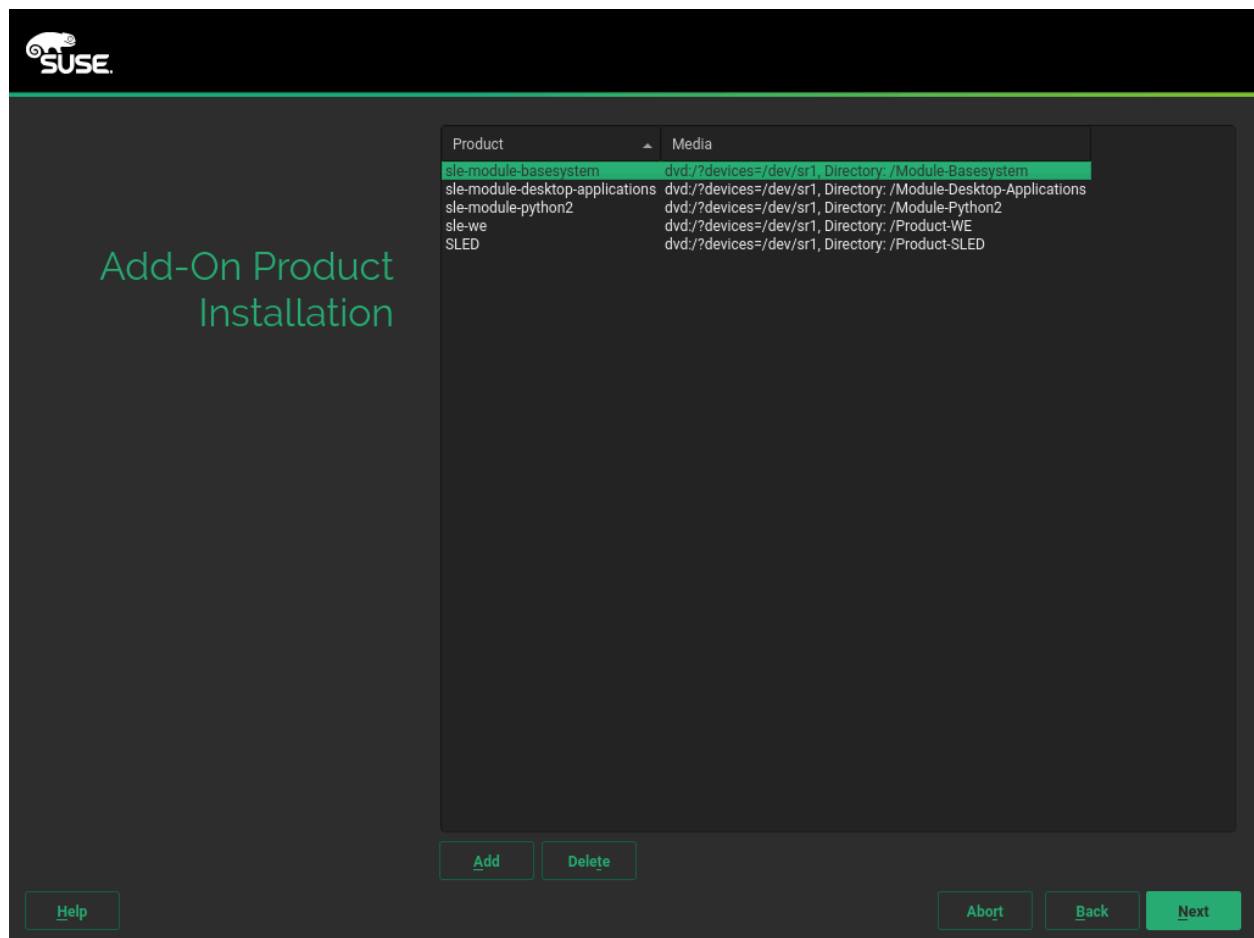 SUSE.
Add-On Product
Installation
Product Media
sle-module-basesystem dvd:/?devices=/dev/sr1, Directory: /Module-Basesystem
sle-module-desktop-applications dvd:/?devices=/dev/sr1, Directory: /Module-Desktop-Applications
sle-module-python2 dvd:/?devices=/dev/sr1, Directory: /Module-Python2
sle-we dvd:/?devices=/dev/sr1, Directory: /Product-WE
SLED dvd:/?devices=/dev/sr1, Directory: /Product-SLED
Add Delete
Help Abort Back Next